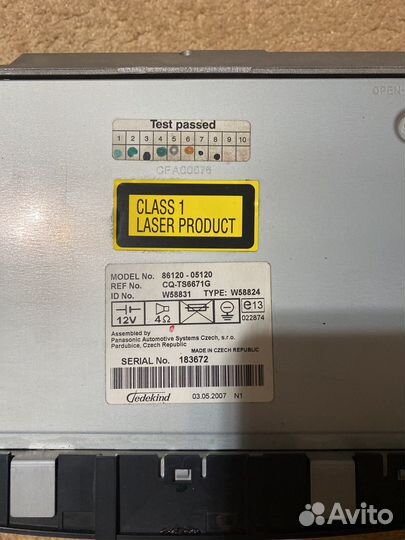 OPEN
Test passed
1 2 3 4 5 6 7 8 9 10
CFAG0076
CLASS 1
LASER PRODUCT
MODEL No. 86120 - 05120
REF No. CQ-TS6671G
ID No. W58831 TYPE: W58824
12V 4Ω e13
022874
Assembled by
Panasonic Automotive Systems Czech, s.r.o.
Pardubice, Czech Republic
MADE IN CZECH REPUBLIC
SERIAL No. 183672
Jedekind 03.05.2007 N1
Avito